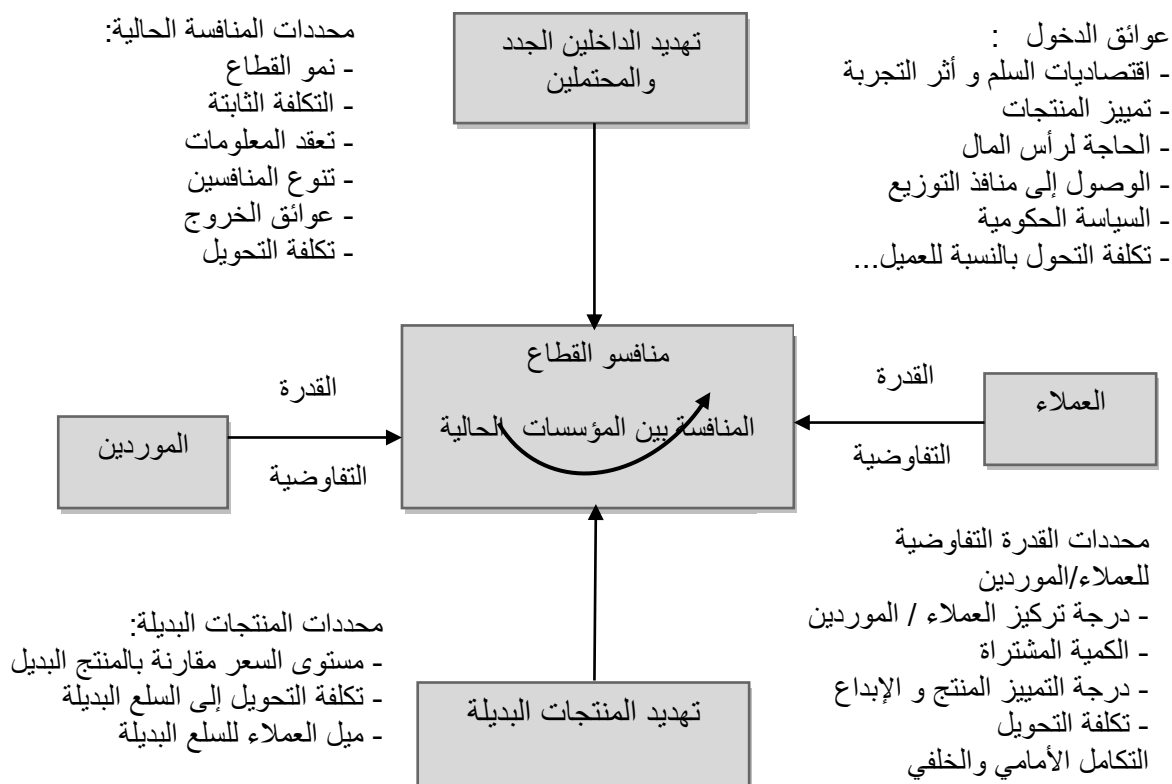 عوائق الدخول :
- اقتصاديات السلم و أثر التجربة
- تمييز المنتجات
- الحاجة لرأس المال
- الوصول إلى منافذ التوزيع
- السياسة الحكومية
- تكلفة التحول بالنسبة للعميل...
تهديد الداخلين الجدد
والمحتملين
محددات المنافسة الحالية:
- نمو القطاع
- التكلفة الثابتة
- تعقد المعلومات
- تنوع المنافسين
- عوائق الخروج
- تكلفة التحويل
العملاء
القدرة
التفاوضية
منافسو القطاع
المنافسة بين المؤسسات الحالية
القدرة
التفاوضية
الموردين
محددات القدرة التفاوضية
للعملاء/الموردين
- درجة تركيز العملاء / الموردين
- الكمية المشتراة
- درجة التمييز المنتج و الإبداع
- تكلفة التحويل
التكامل الأمامي والخلفي
تهديد المنتجات البديلة
محددات المنتجات البديلة:
- مستوى السعر مقارنة بالمنتج البديل
- تكلفة التحويل إلى السلع البديلة
- ميل العملاء للسلع البديلة